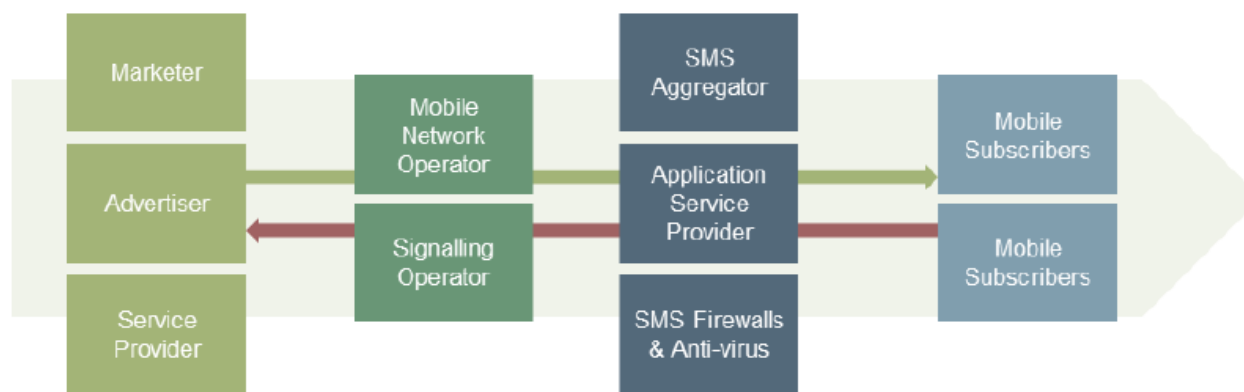 Marketer
Advertiser
Service
Provider
Mobile
Network
Operator
Signalling
Operator
SMS
Aggregator
Application
Service
Provider
SMS Firewalls
& Anti-virus
Mobile
Subscribers
Mobile
Subscribers